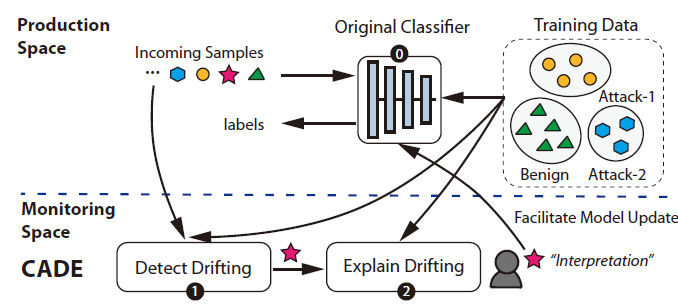 Production
Space
Original Classifier
Training Data
Incoming Samples
0
...
labels
Attack-1
Benign
Attack-2
Monitoring
Space
Facilitate Model Update
CADE
Detect Drifting
1
Explain Drifting
2
"Interpretation"